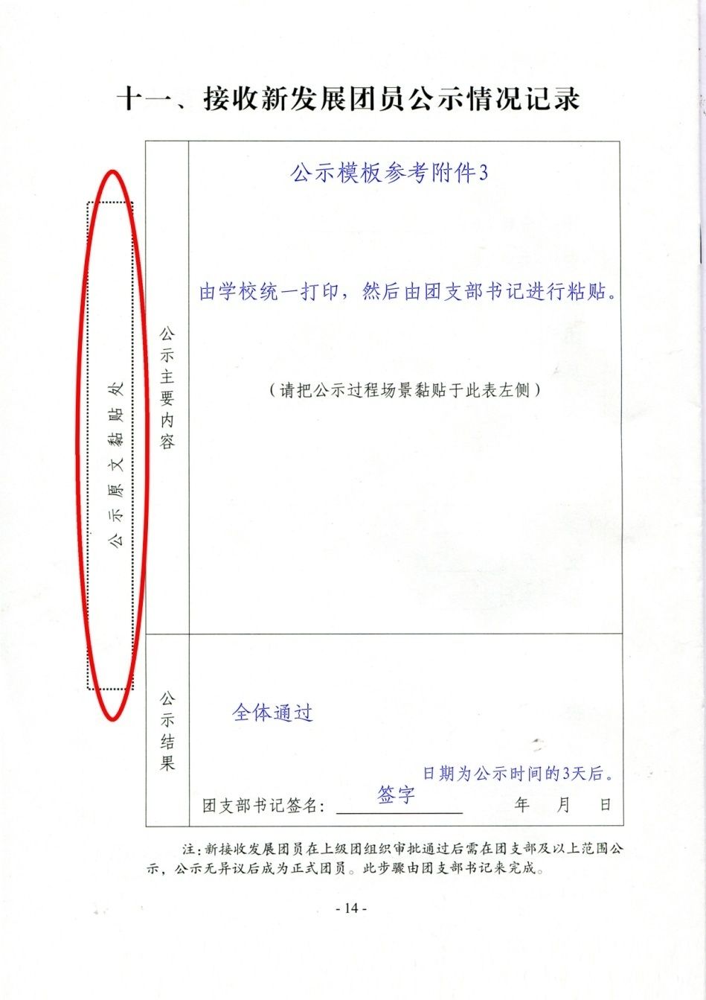 十一、接收新发展团员公示情况记录
公示模板参考附件3
由学校统一打印，然后由团支部书记进行粘贴。
公示主要内容
（请把公示过程场景黏贴于此表左侧）
公示原文黏贴处
公示结果
全体通过
日期为公示时间的3天后。
团支部书记签名： 签字 年 月 日
注：新接收发展团员在上级团组织审批通过后需在团支部及以上范围公
示，公示无异议后成为正式团员。此步骤由团支部书记来完成。
- 14 -